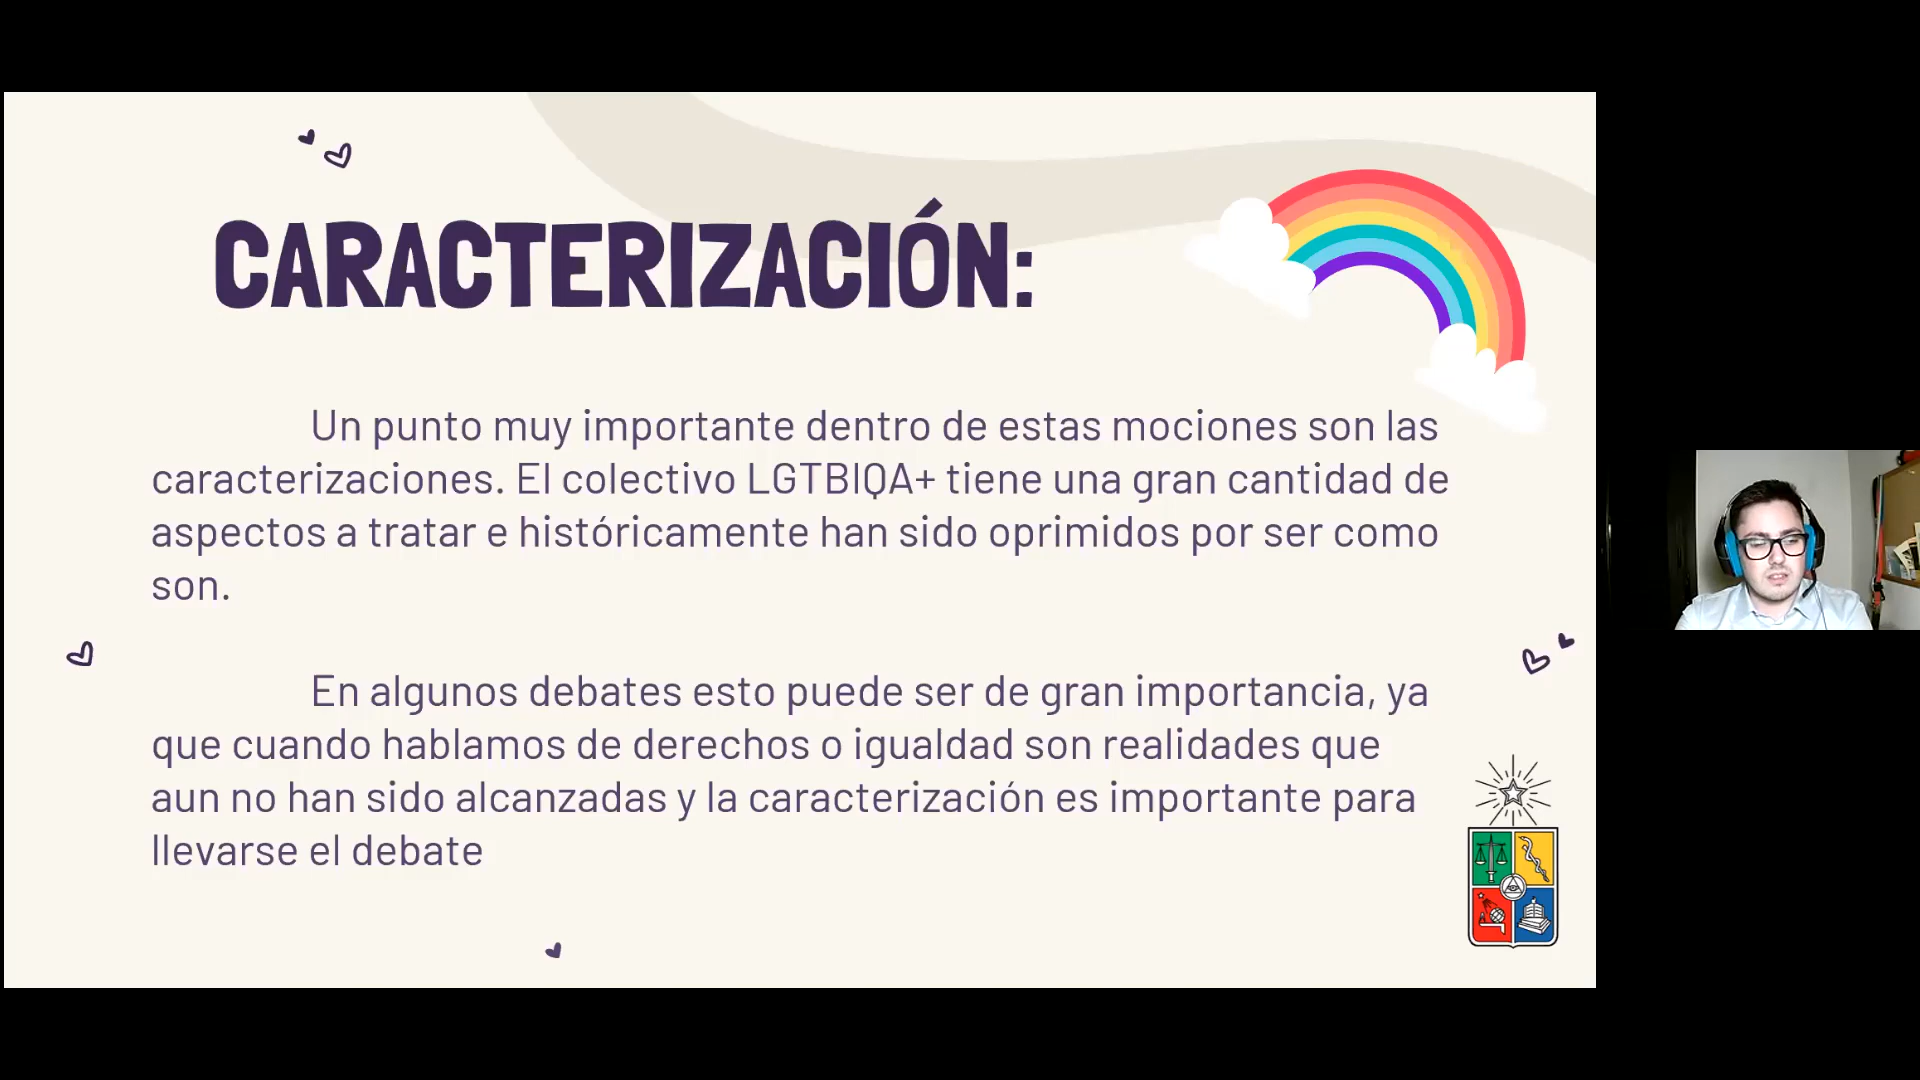 CARACTERIZACIÓN:
Un punto muy importante dentro de estas mociones son las
caracterizaciones. El colectivo LGTBIQA+ tiene una gran cantidad de
aspectos a tratar e históricamente han sido oprimidos por ser como
son.
En algunos debates esto puede ser de gran importancia, ya
que cuando hablamos de derechos o igualdad son realidades que
aun no han sido alcanzadas y la caracterización es importante para
llevarse el debate